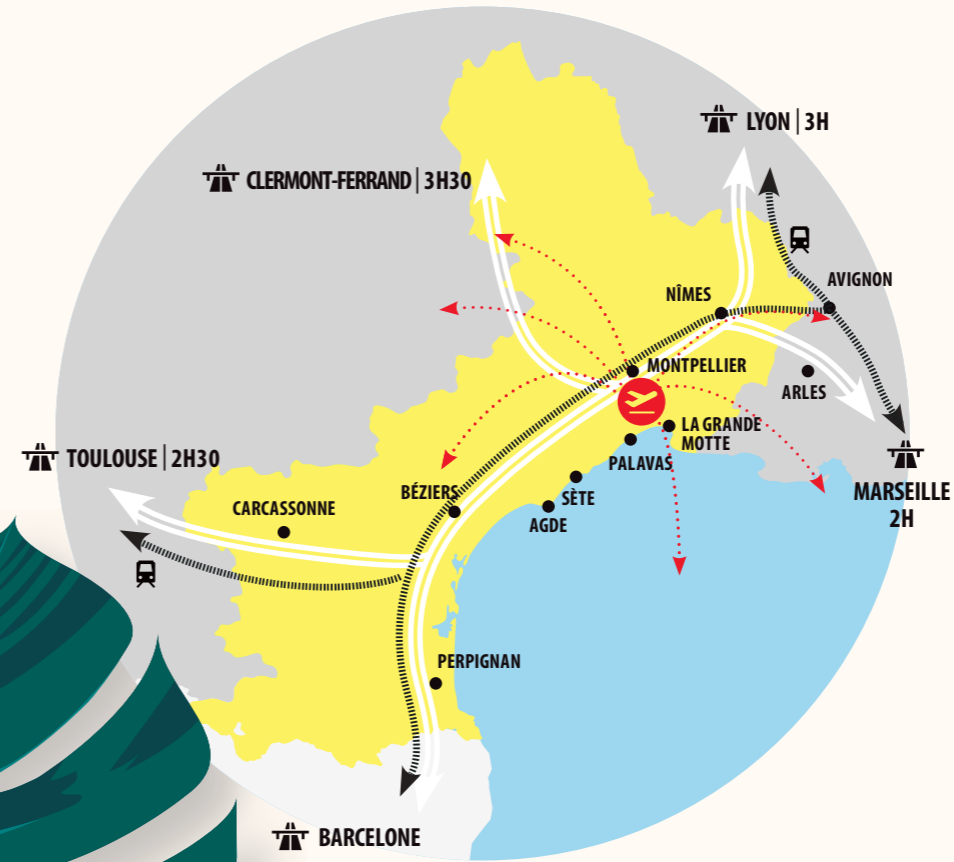 LYON | 3H
CLERMONT-FERRAND | 3H30
AVIGNON
NÎMES
MONTPELLIER
ARLES
LA GRANDE
MOTTE
PALAVAS
TOULOUSE | 2H30
MARSEILLE
2H
BÉZIERS
SÈTE
CARCASSONNE
AGDE
PERPIGNAN
BARCELONE